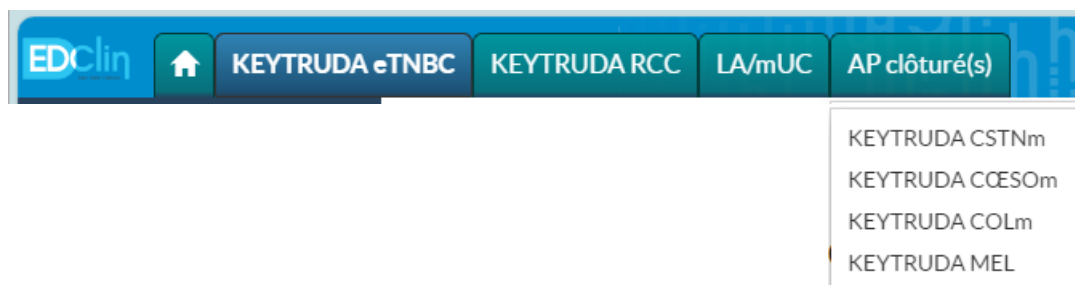 EDClin KEYTRUDA eTNBC KEYTRUDA RCC LA/mUC AP clôturé(s)
KEYTRUDA CSTNm
KEYTRUDA CŒSOm
KEYTRUDA COLm
KEYTRUDA MEL